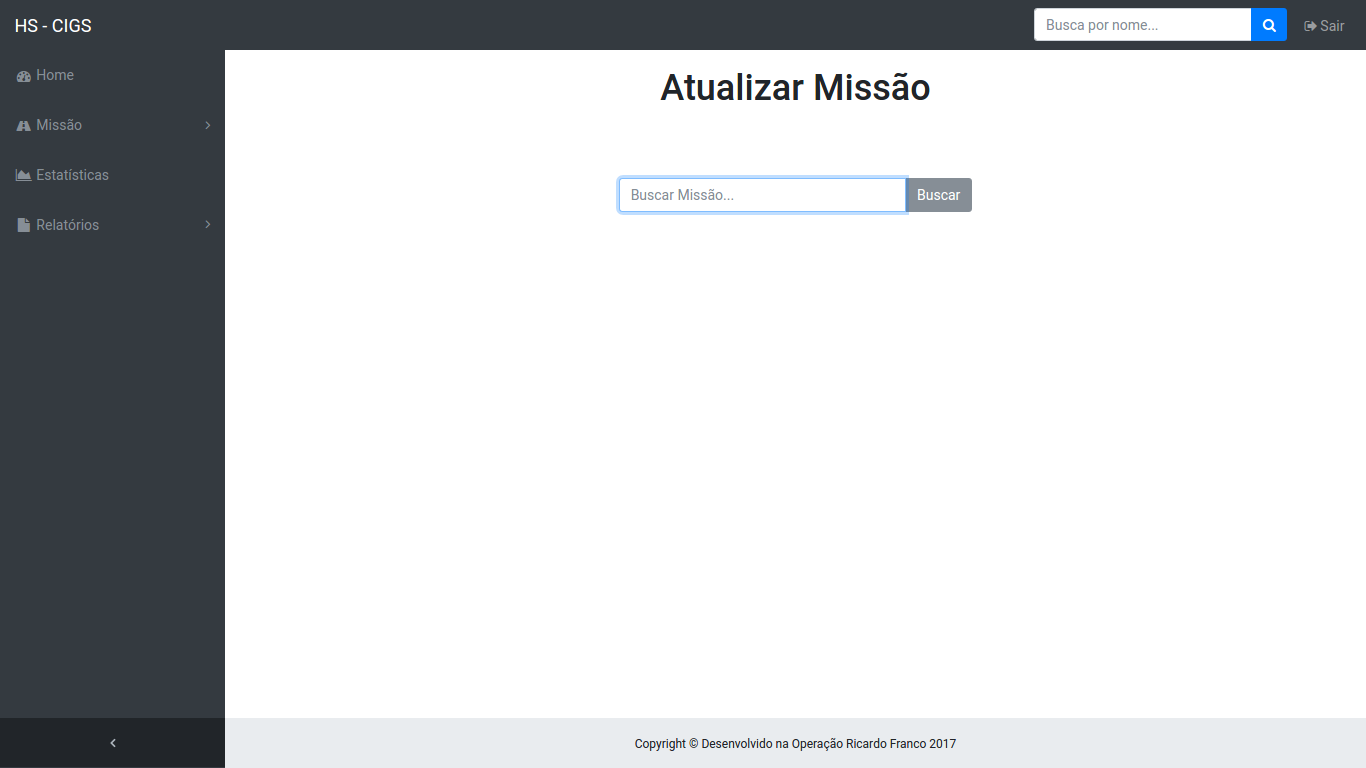 HS - CIGS
Busca por nome...
Sair
Home
Missão
Estatísticas
Relatórios
Atualizar Missão
Buscar Missão...
Buscar
Copyright © Desenvolvido na Operação Ricardo Franco 2017